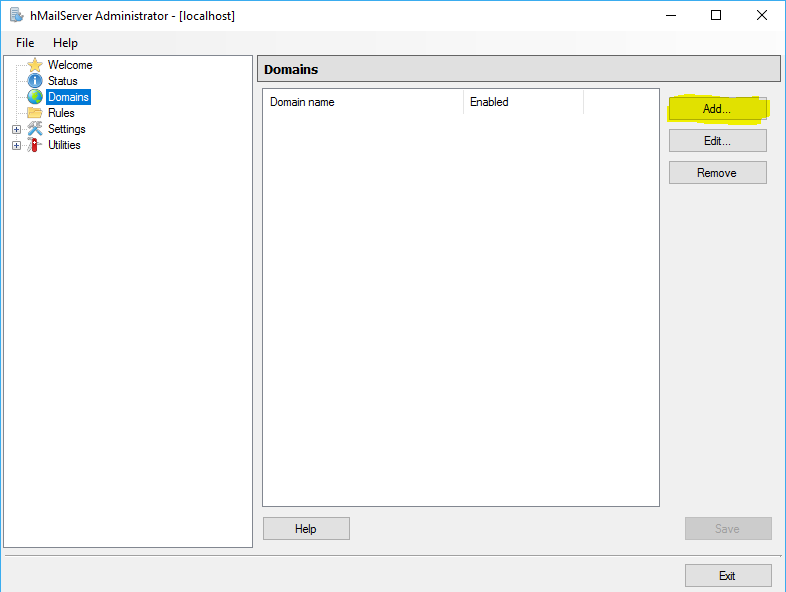 hMailServer Administrator - [localhost]
File Help
Welcome
Status
Domains
Rules
Settings
Utilities
Domains
Domain name Enabled
Add...
Edit...
Remove
Help
Save
Exit